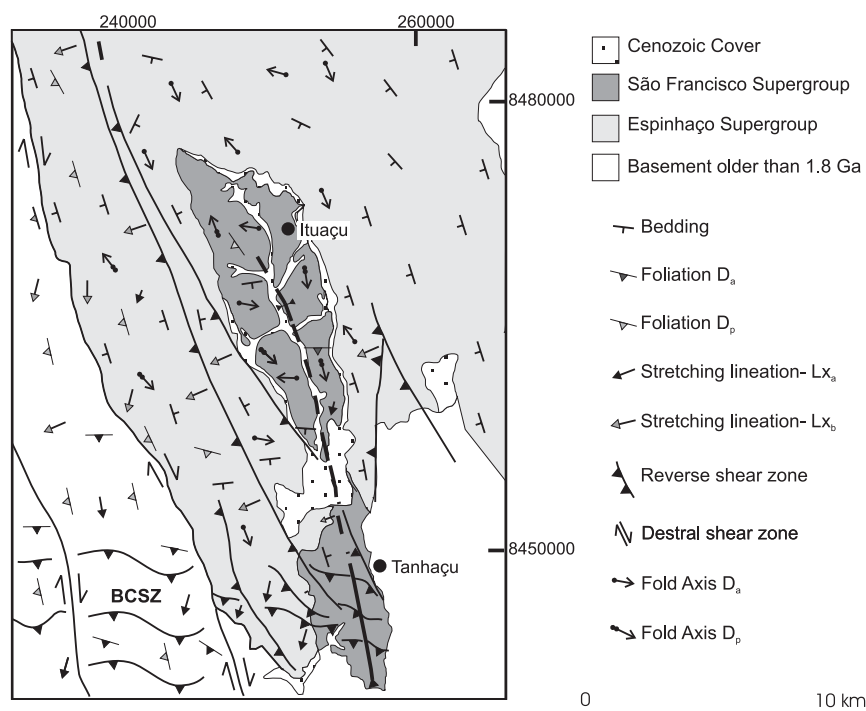 240000
260000
8480000
Ituaçu
8450000
Tanhaçu
BCSZ
Cenozoic Cover
São Francisco Supergroup
Espinhaço Supergroup
Basement older than 1.8 Ga
Bedding
Foliation Da
Foliation Dp
Stretching lineation- Lxa
Stretching lineation- Lxb
Reverse shear zone
Destral shear zone
Fold Axis Da
Fold Axis Dp
0 10 km